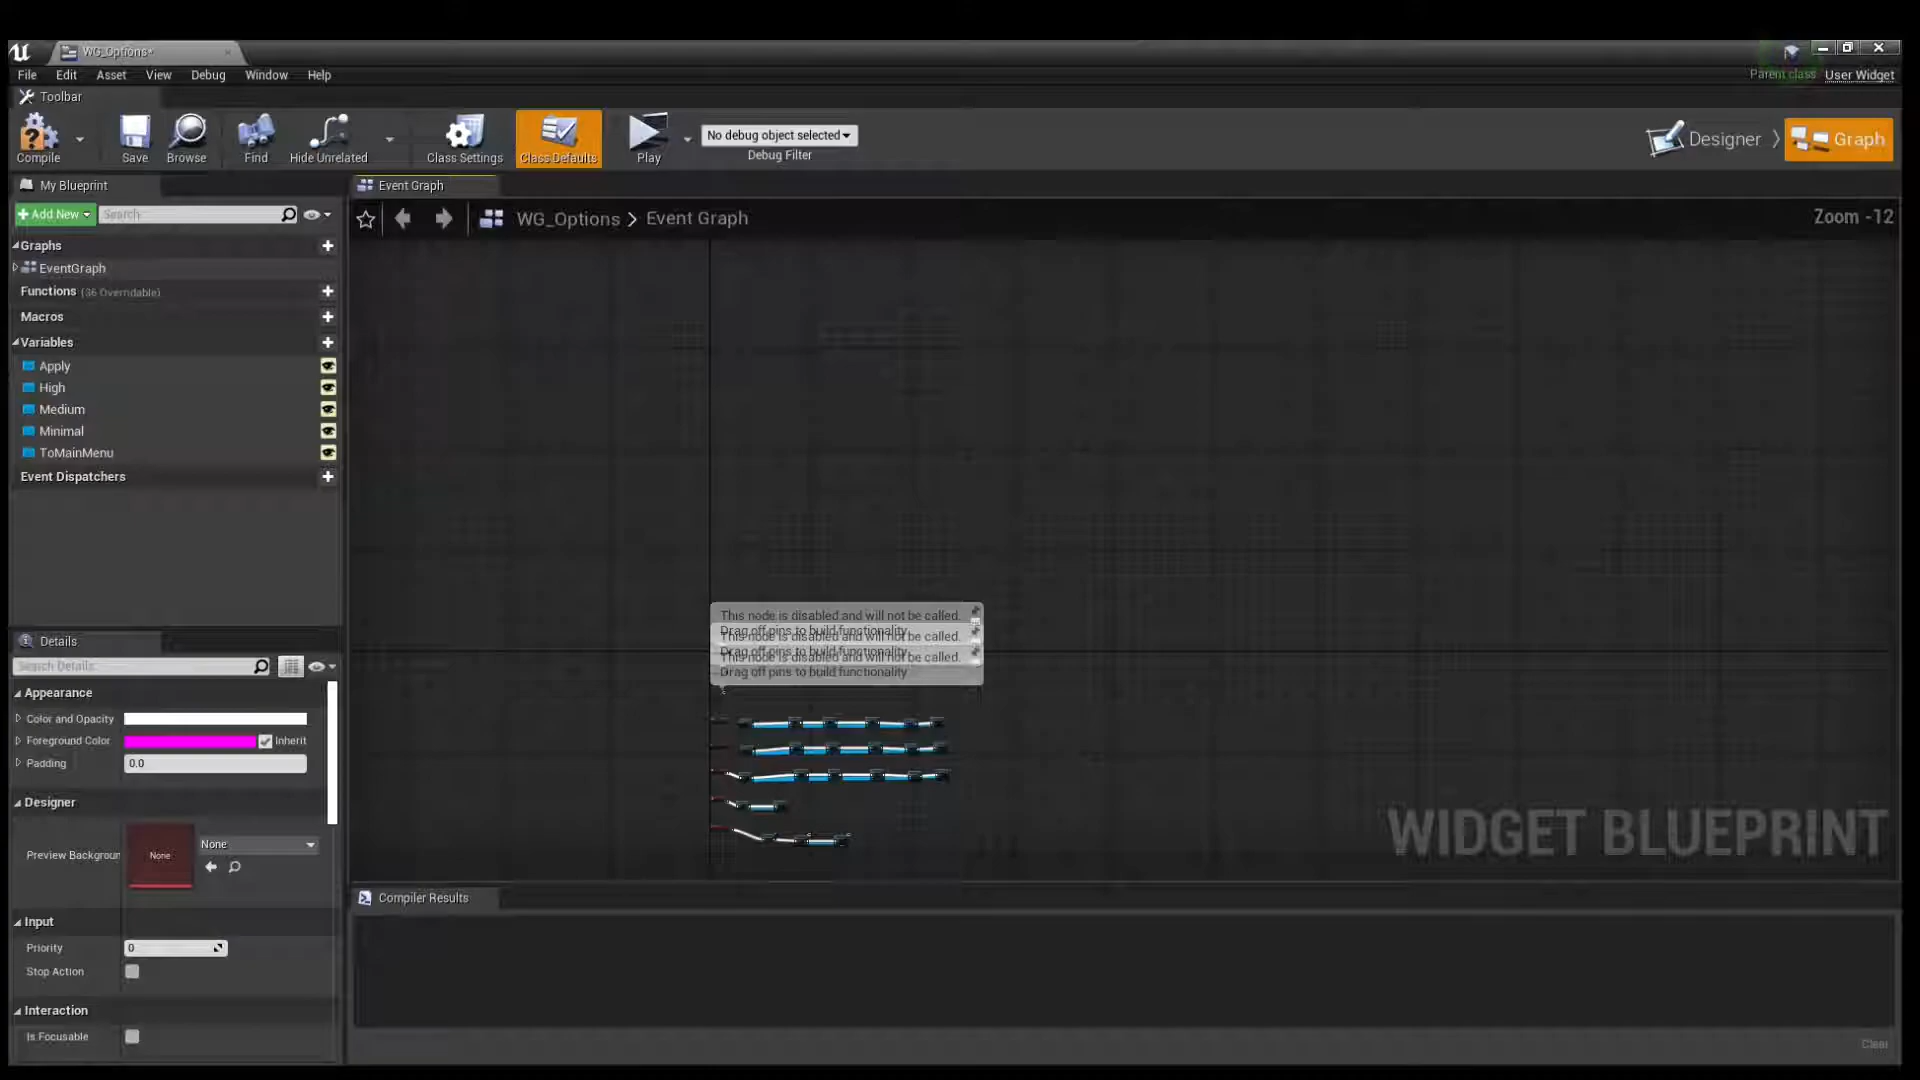 WG_Options*
File Edit Asset View Debug Window Help
Parent class User Widget
Toolbar
Compile Save Browse Find Hide Unrelated Class Settings Class Defaults Play
No debug object selected
Debug Filter
Designer Graph
My Blueprint
Event Graph
Add New Search
WG_Options > Event Graph
Zoom -12
Graphs
EventGraph
Functions (36 Overridable)
Macros
Variables
Apply
High
Medium
Minimal
ToMainMenu
Event Dispatchers
This node is disabled and will not be called.
Drag off pins to build functionality
This node is disabled and will not be called.
Drag off pins to build functionality
This node is disabled and will not be called.
Drag off pins to build functionality
WIDGET BLUEPRINT
Details
Search Details
Appearance
Color and Opacity
Foreground Color Inherit
Padding 0.0
Designer
Preview Backgroun None None
Input
Priority 0
Stop Action
Interaction
Is Focusable
Compiler Results
Clear